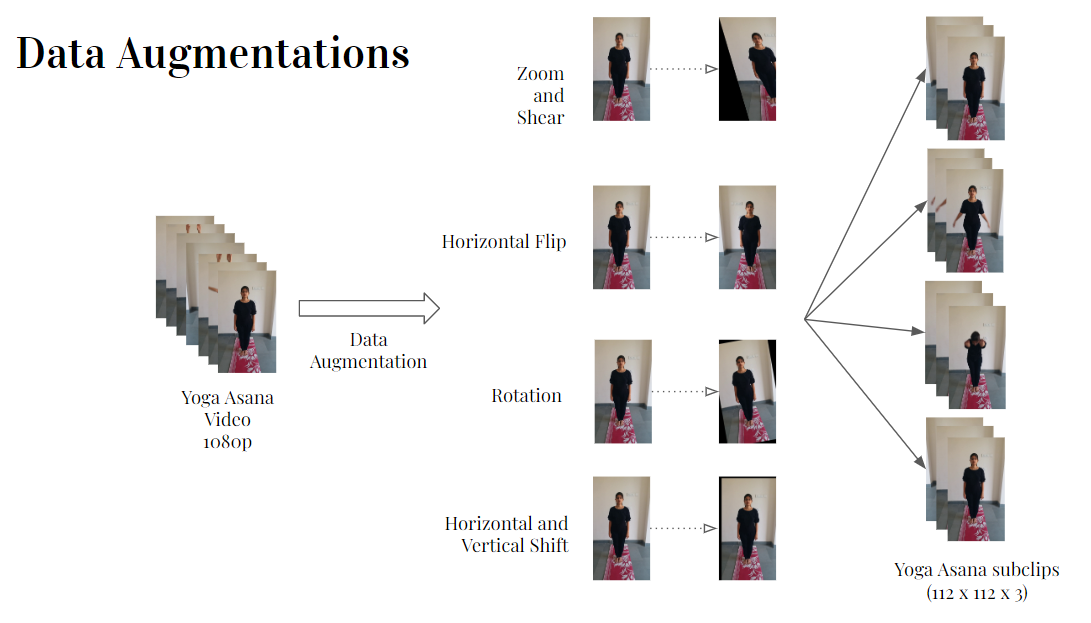 Data Augmentations
Zoom
and
Shear
Horizontal Flip
Data
Augmentation
Yoga Asana
Video
1080p
Rotation
Horizontal and
Vertical Shift
Yoga Asana subclips
(112 x 112 x 3)